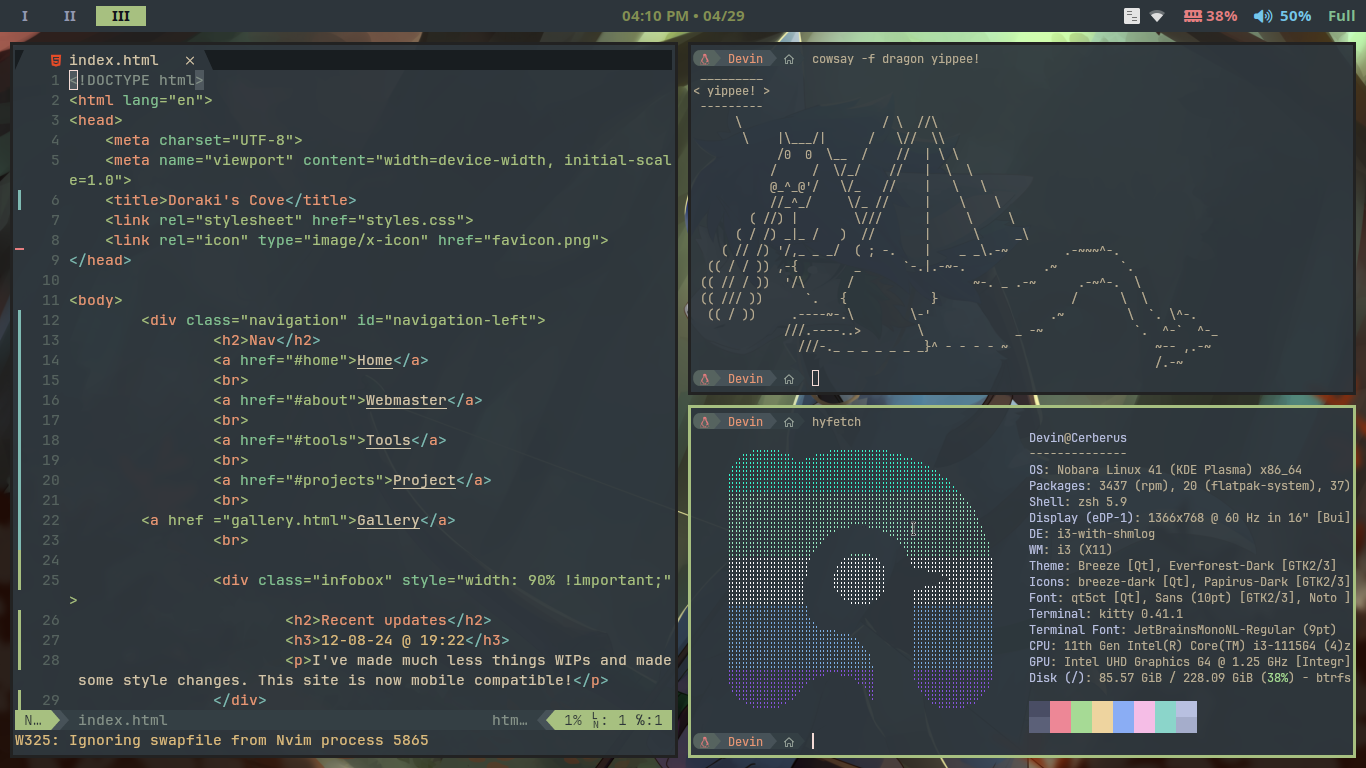 I II III 04:10 PM • 04/29 38% 50% Full
index.html ×
1 <!DOCTYPE html>
2 <html lang="en">
3 <head>
4 <meta charset="UTF-8">
5 <meta name="viewport" content="width=device-width, initial-scal
e=1.0">
6 <title>Doraki's Cove</title>
7 <link rel="stylesheet" href="styles.css">
8 <link rel="icon" type="image/x-icon" href="favicon.png">
9 </head>
10
11 <body>
12 <div class="navigation" id="navigation-left">
13 <h2>Nav</h2>
14 <a href="#home">Home</a>
15 <br>
16 <a href="#about">Webmaster</a>
17 <br>
18 <a href="#tools">Tools</a>
19 <br>
20 <a href="#projects">Project</a>
21 <br>
22 <a href ="gallery.html">Gallery</a>
23 <br>
24
25 <div class="infobox" style="width: 90% !important;"
>
26 <h2>Recent updates</h2>
27 <h3>12-08-24 @ 19:22</h3>
28 <p>I've made much less things WIPs and made
some style changes. This site is now mobile compatible!</p>
29 </div>
N… index.html htm… 1% LN: 1 %:1
W325: Ignoring swapfile from Nvim process 5865
Devin cowsay -f dragon yippee!
< yippee! >
Devin
Devin hyfetch
Devin@Cerberus
--------------
OS: Nobara Linux 41 (KDE Plasma) x86_64
Packages: 3437 (rpm), 20 (flatpak-system), 37)
Shell: zsh 5.9
Display (eDP-1): 1366x768 @ 60 Hz in 16" [Bui]
DE: i3-with-shmlog
WM: i3 (X11)
Theme: Breeze [Qt], Everforest-Dark [GTK2/3]
Icons: breeze-dark [Qt], Papirus-Dark [GTK2/3]
Font: qt5ct [Qt], Sans (10pt) [GTK2/3], Noto ]
Terminal: kitty 0.41.1
Terminal Font: JetBrainsMonoNL-Regular (9pt)
CPU: 11th Gen Intel(R) Core(TM) i3-1115G4 (4)z
GPU: Intel UHD Graphics G4 @ 1.25 GHz [Integr]
Disk (/): 85.57 GiB / 228.09 GiB (38%) - btrfs
Devin